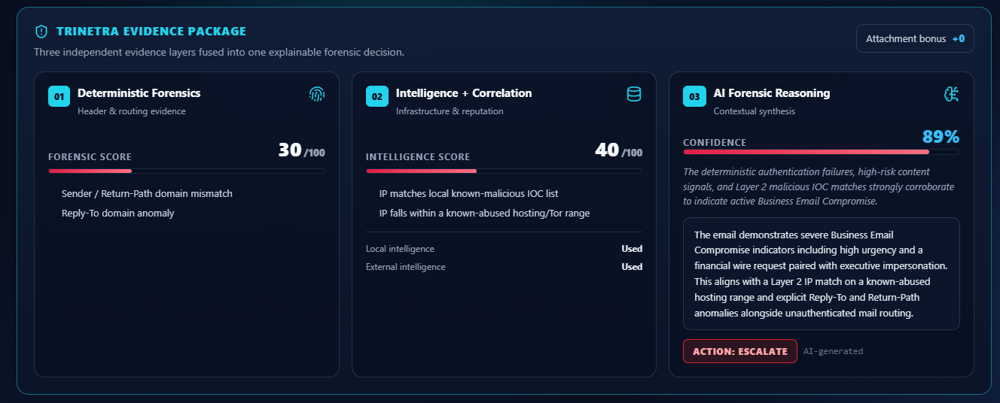 TRINETRA EVIDENCE PACKAGE
Three independent evidence layers fused into one explainable forensic decision.
Attachment bonus +0
01
Deterministic Forensics
Header & routing evidence
FORENSIC SCORE
30 /100
Sender / Return-Path domain mismatch
Reply-To domain anomaly
02
Intelligence + Correlation
Infrastructure & reputation
INTELLIGENCE SCORE
40 /100
IP matches local known-malicious IOC list
IP falls within a known-abused hosting/Tor range
Local intelligence Used
External intelligence Used
03
AI Forensic Reasoning
Contextual synthesis
CONFIDENCE
89%
The deterministic authentication failures, high-risk content
signals, and Layer 2 malicious IOC matches strongly corroborate
to indicate active Business Email Compromise.
The email demonstrates severe Business Email
Compromise indicators including high urgency and a
financial wire request paired with executive impersonation.
This aligns with a Layer 2 IP match on a known-abused
hosting range and explicit Reply-To and Return-Path
anomalies alongside unauthenticated mail routing.
ACTION: ESCALATE
AI-generated